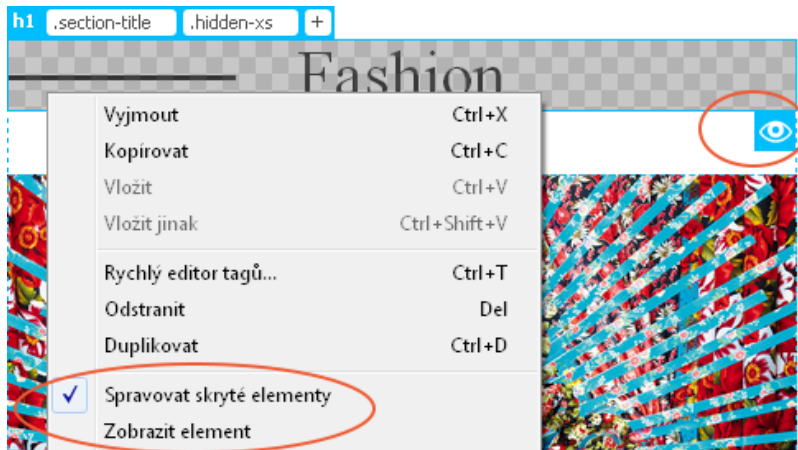 h1 .section-title .hidden-xs +
Fashion
Vyjmout Ctrl+X
Kopírovat Ctrl+C
Vložit Ctrl+V
Vložit jinak Ctrl+Shift+V
Rychlý editor tagů... Ctrl+T
Odstranit Del
Duplikovat Ctrl+D
Spravovat skryté elementy
Zobrazit element